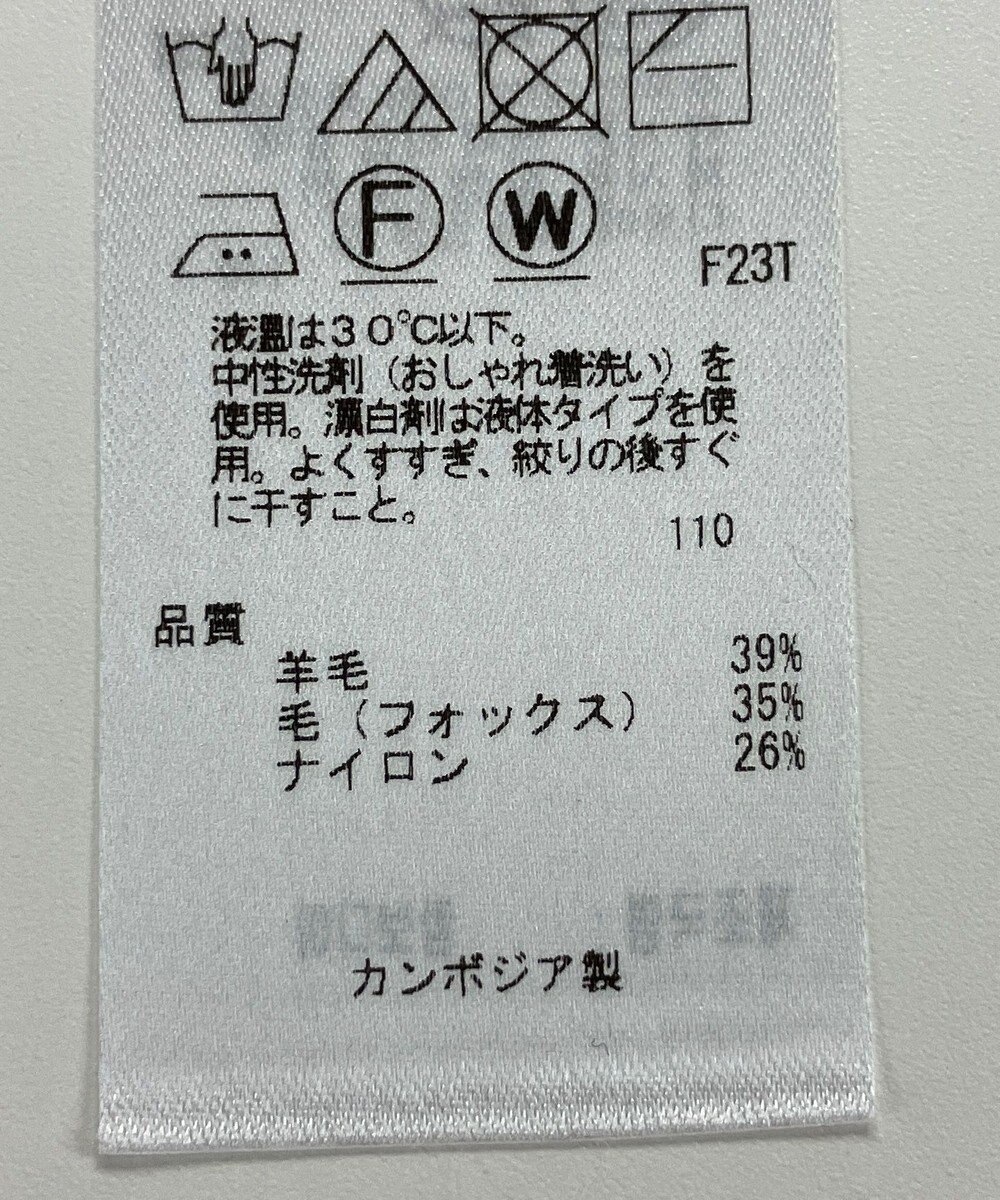 F W
F23T
液温は30℃以下。
中性洗剤（おしゃれ着洗い）を
使用。漂白剤は液体タイプを使
用。よくすすぎ、絞りの後すぐ
に干すこと。
110
品質
羊毛 39%
毛（フォックス） 35%
ナイロン 26%
カンボジア製